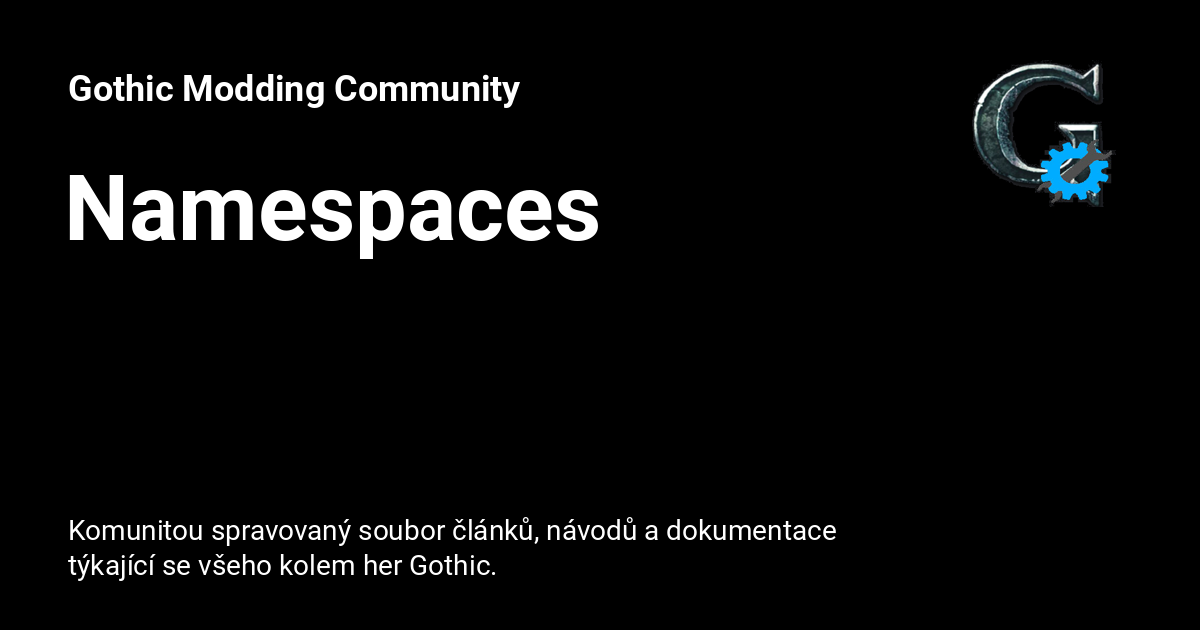 Gothic Modding Community
Namespaces
Komunitou spravovaný soubor článků, návodů a dokumentace
týkající se všeho kolem her Gothic.